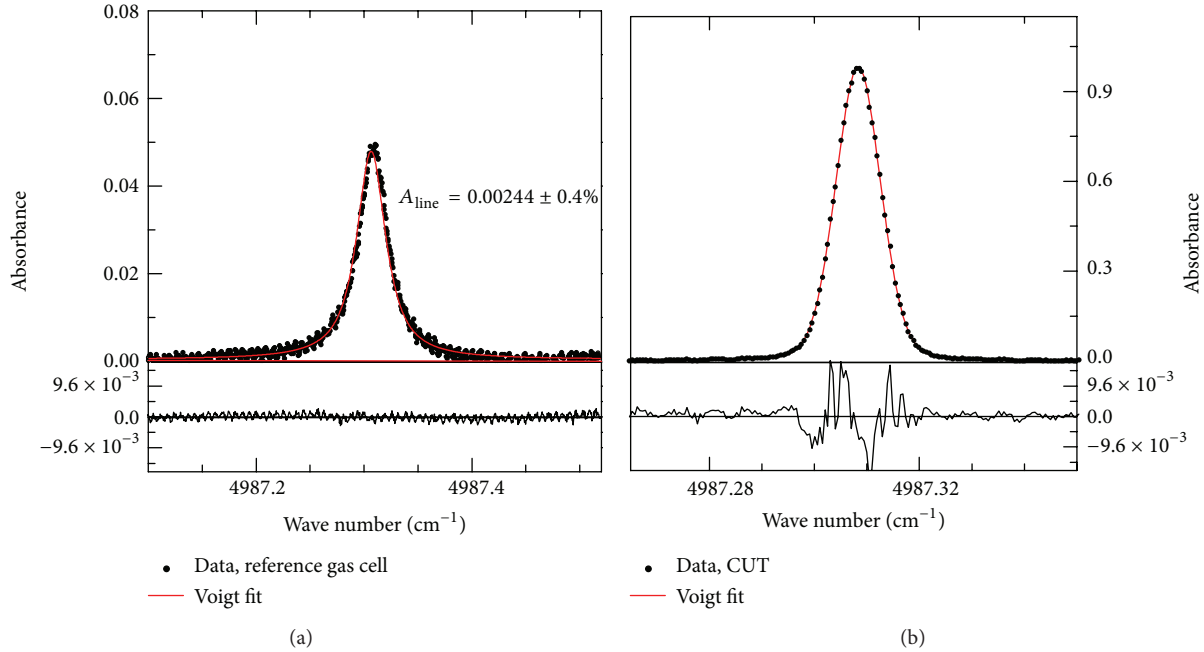 0.08
0.06
0.04
0.02
0.00
9.6 × 10⁻³
0.0
−9.6 × 10⁻³
Absorbance
A_line = 0.00244 ± 0.4%
4987.2
4987.4
Wave number (cm⁻¹)
Data, reference gas cell
Voigt fit
(a)
0.9
0.6
0.3
0.0
9.6 × 10⁻³
0.0
−9.6 × 10⁻³
Absorbance
4987.28
4987.32
Wave number (cm⁻¹)
Data, CUT
Voigt fit
(b)